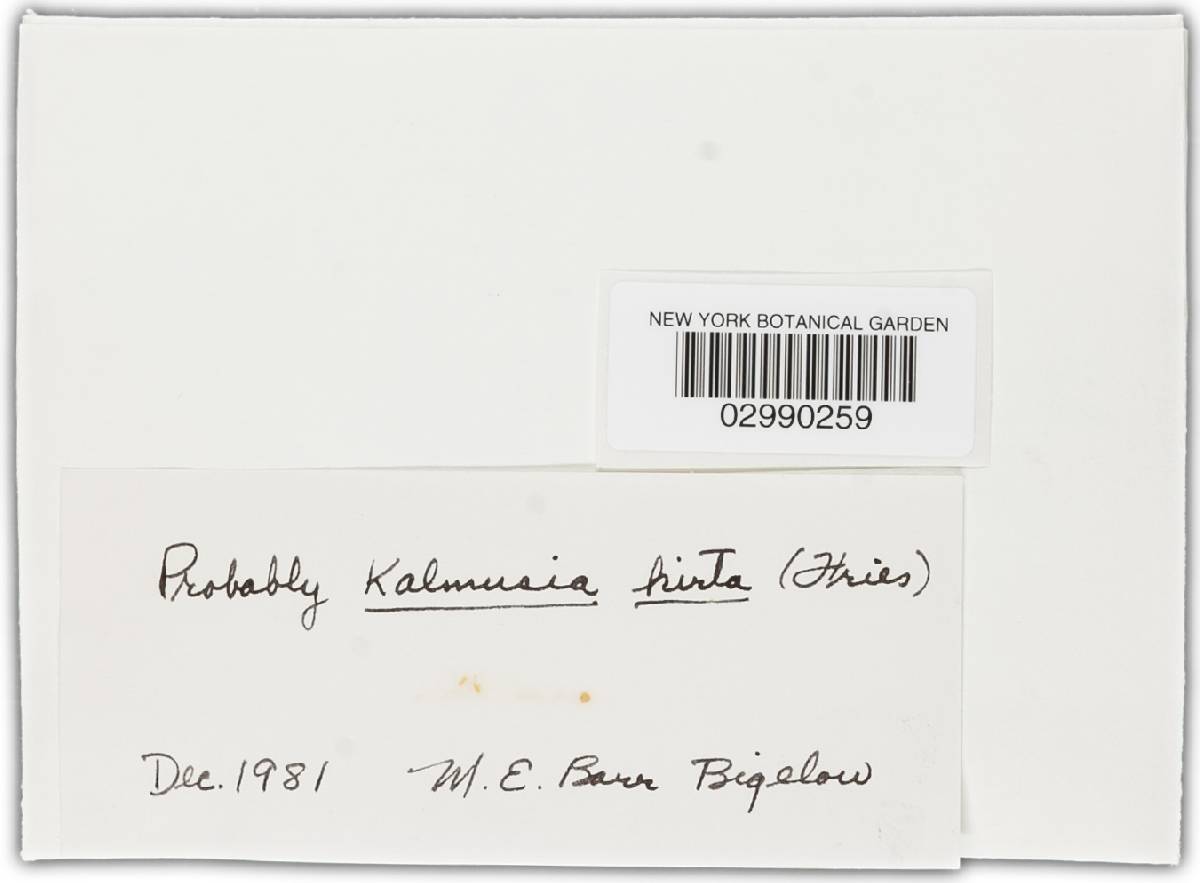 NEW YORK BOTANICAL GARDEN
02990259
Probably Kalmusia hirta (Fries)
Dec. 1981 M. E. Barr Bigelow